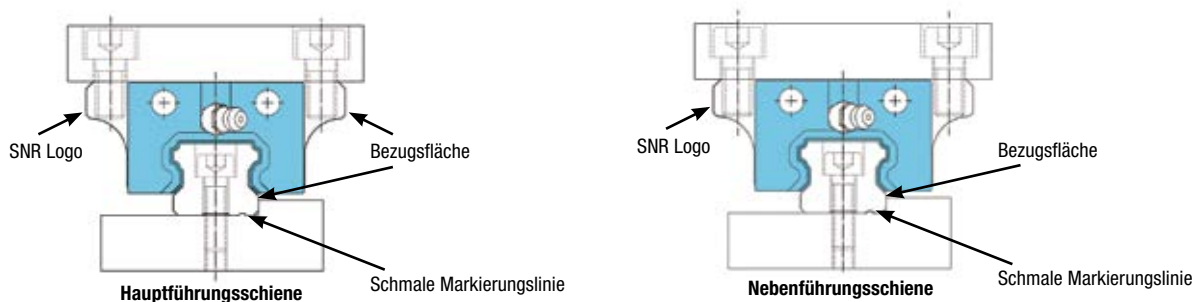 SNR Logo
Bezugsfläche
Schmale Markierungslinie
Hauptführungsschiene
SNR Logo
Bezugsfläche
Schmale Markierungslinie
Nebenführungsschiene